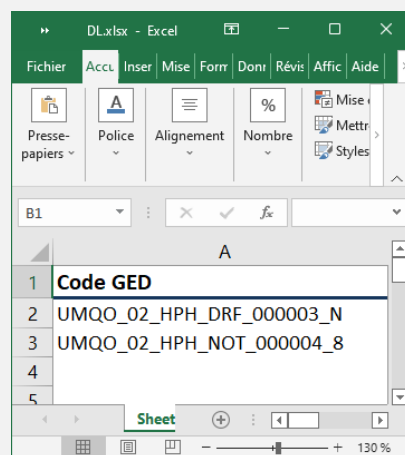 DL.xlsx - Excel
Fichier Accu Inser Mise Form Donr Révis Affic Aide
Presse-papiers
Police
Alignement
Nombre
%
Mise
Mettr
Styles
B1
fx
A
1 Code GED
2 UMQO_02_HPH_DRF_000003_N
3 UMQO_02_HPH_NOT_000004_8
4
5
Sheet
130 %